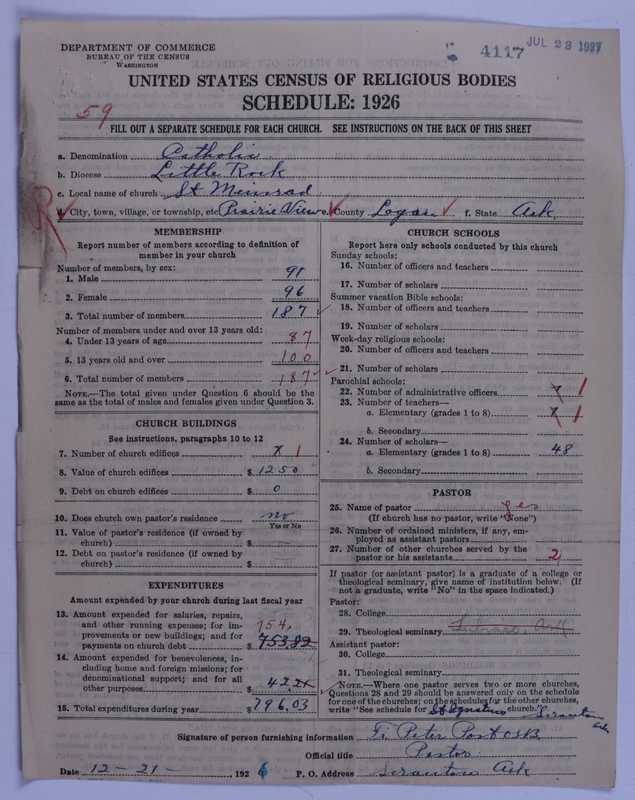 DEPARTMENT OF COMMERCE
BUREAU OF THE CENSUS
WASHINGTON
4117 JUL 23 1927
UNITED STATES CENSUS OF RELIGIOUS BODIES
SCHEDULE: 1926
59
FILL OUT A SEPARATE SCHEDULE FOR EACH CHURCH. SEE INSTRUCTIONS ON THE BACK OF THIS SHEET
a. Denomination Catholic
b. Diocese Little Rock
c. Local name of church St Meinrad
d. City, town, village, or township, etc. Prairie View e. County Logan f. State Ark.
R
MEMBERSHIP
Report number of members according to definition of
member in your church
Number of members, by sex:
1. Male 91
2. Female 96
3. Total number of members 187
Number of members under and over 13 years old:
4. Under 13 years of age 87
5. 13 years old and over 100
6. Total number of members 187
NOTE.—The total given under Question 6 should be the
same as the total of males and females given under Question 3.
CHURCH BUILDINGS
See instructions, paragraphs 10 to 12
7. Number of church edifices x 1
8. Value of church edifices $ 1250
9. Debt on church edifices $ 0
10. Does church own pastor's residence no
Yes or No
11. Value of pastor's residence (if owned by
church) $
12. Debt on pastor's residence (if owned by
church) $
EXPENDITURES
Amount expended by your church during last fiscal year
13. Amount expended for salaries, repairs,
and other running expenses; for im-
provements or new buildings; and for
payments on church debt $ 753.82
754.
14. Amount expended for benevolences, in-
cluding home and foreign missions; for
denominational support; and for all
other purposes $ 42.21
15. Total expenditures during year $ 796.03
CHURCH SCHOOLS
Report here only schools conducted by this church
Sunday schools:
16. Number of officers and teachers
17. Number of scholars
Summer vacation Bible schools:
18. Number of officers and teachers
19. Number of scholars
Week-day religious schools:
20. Number of officers and teachers
21. Number of scholars
Parochial schools:
22. Number of administrative officers 1
23. Number of teachers—
a. Elementary (grades 1 to 8) 1
b. Secondary
24. Number of scholars—
a. Elementary (grades 1 to 8) 48
b. Secondary
PASTOR
25. Name of pastor yes
(If church has no pastor, write "None")
26. Number of ordained ministers, if any, em-
ployed as assistant pastors
27. Number of other churches served by the
pastor or his assistants 2
If pastor (or assistant pastor) is a graduate of a college or
theological seminary, give name of institution below. (If
not a graduate, write "No" in the space indicated.)
Pastor:
28. College
29. Theological seminary Subiaco, Ark
Assistant pastor:
30. College
31. Theological seminary
NOTE.—Where one pastor serves two or more churches,
Questions 28 and 29 should be answered only on the schedule
for one of the churches; on the schedules for the other churches,
write "See schedule for St Ignatius church." Scranton Ark
Signature of person furnishing information Fr. Peter Post OSB
Official title Pastor
Date 12-21-, 1926 P. O. Address Scranton Ark